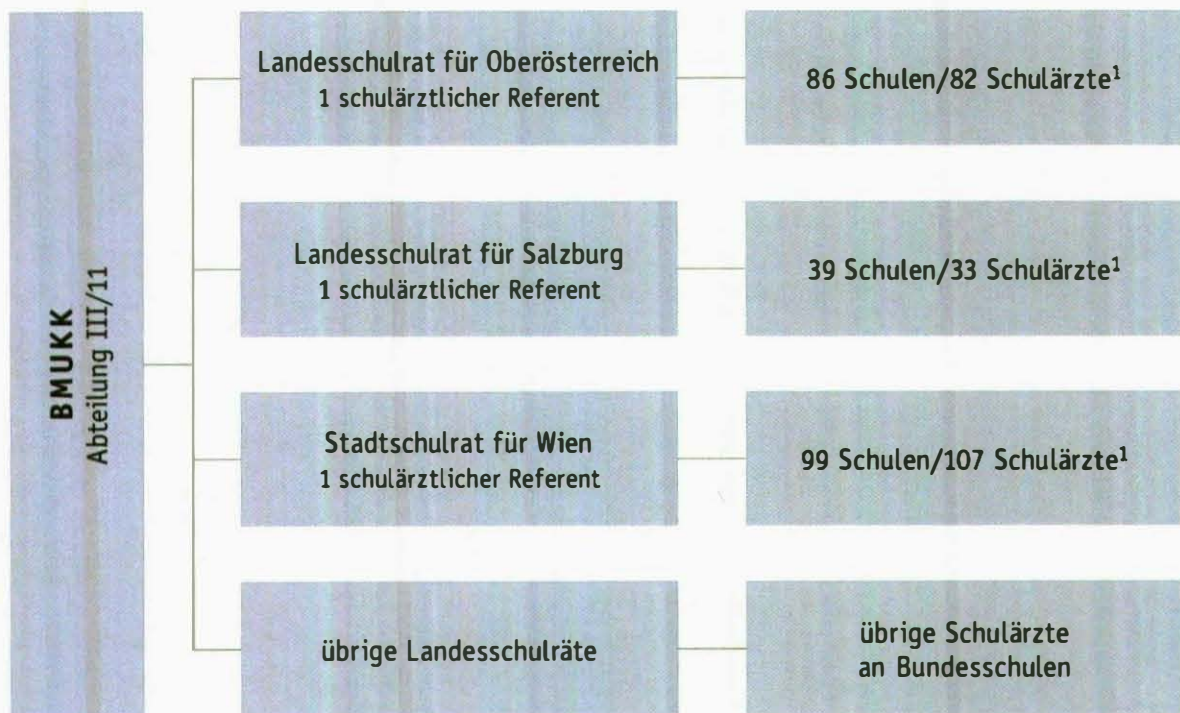 BMUKK
Abteilung III/11
Landesschulrat für Oberösterreich
1 schulärztlicher Referent
86 Schulen/82 Schulärzte¹
Landesschulrat für Salzburg
1 schulärztlicher Referent
39 Schulen/33 Schulärzte¹
Stadtschulrat für Wien
1 schulärztlicher Referent
99 Schulen/107 Schulärzte¹
übrige Landesschulräte
übrige Schulärzte
an Bundesschulen